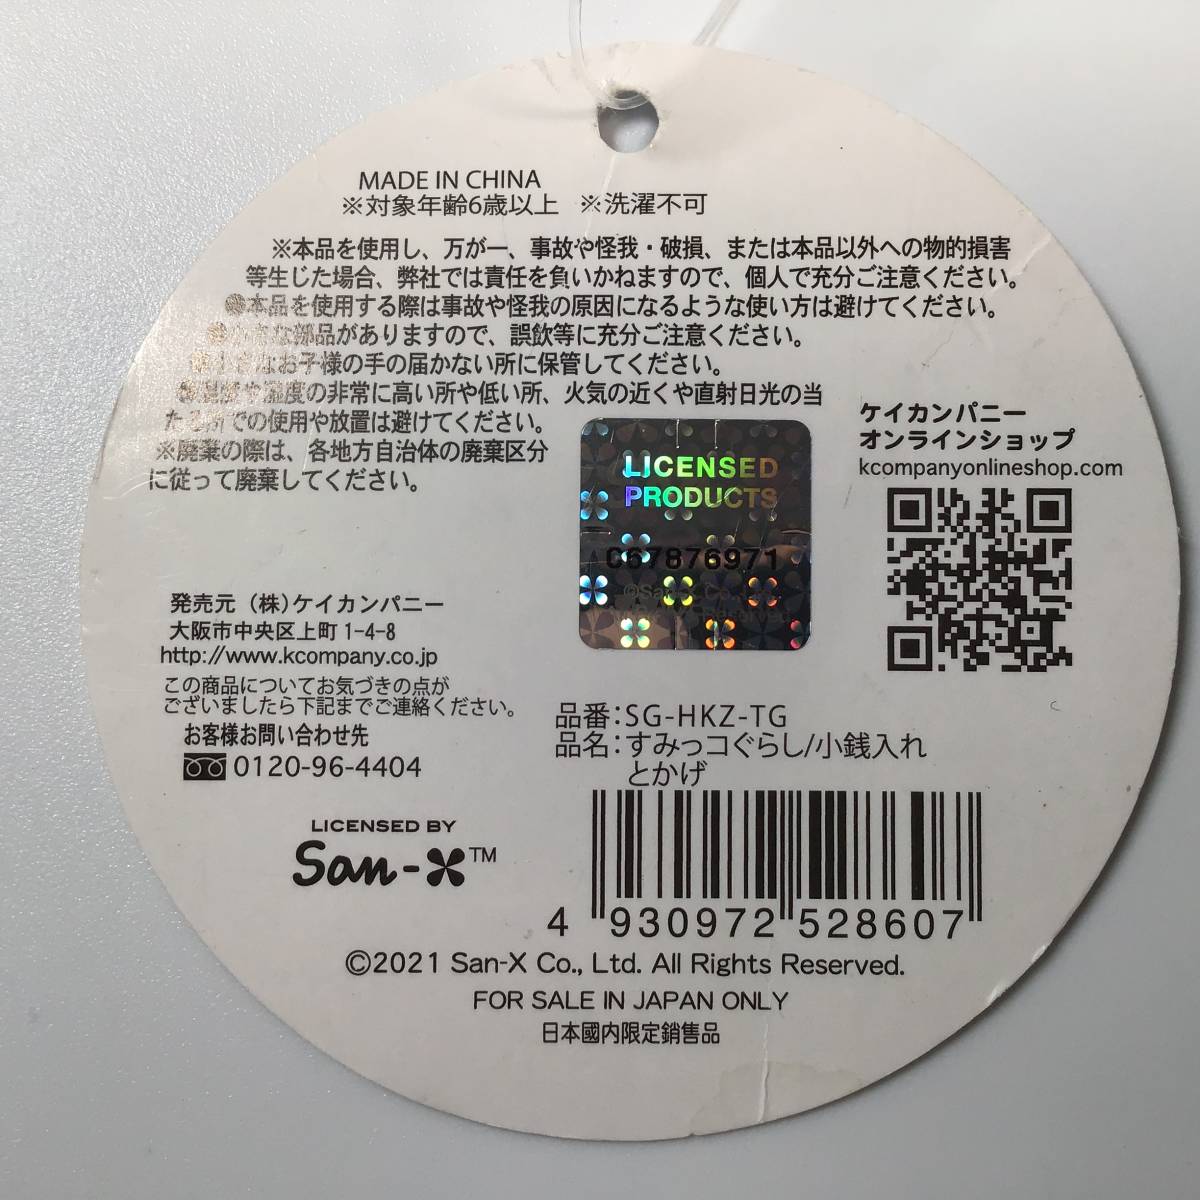 MADE IN CHINA
※対象年齢6歳以上 ※洗濯不可
※本品を使用し、万が一、事故や怪我・破損、または本品以外への物的損害
等生じた場合、弊社では責任を負いかねますので、個人で充分ご注意ください。
●本品を使用する際は事故や怪我の原因になるような使い方は避けてください。
●小さな部品がありますので、誤飲等に充分ご注意ください。
●小さなお子様の手の届かない所に保管してください。
●温度や湿度の非常に高い所や低い所、火気の近くや直射日光の当
たる所での使用や放置は避けてください。
※廃棄の際は、各地方自治体の廃棄区分
に従って廃棄してください。
LICENSED
PRODUCTS
C67876971
©San-X Co.,
ケイカンパニー
オンラインショップ
kcompanyonlineshop.com
発売元 (株)ケイカンパニー
大阪市中央区上町1-4-8
http://www.kcompany.co.jp
この商品についてお気づきの点が
ございましたら下記までご連絡ください。
お客様お問い合わせ先
0120-96-4404
品番:SG-HKZ-TG
品名:すみっコぐらし/小銭入れ
とかげ
LICENSED BY
San-X™
4 930972 528607
©2021 San-X Co., Ltd. All Rights Reserved.
FOR SALE IN JAPAN ONLY
日本國内限定銷售品